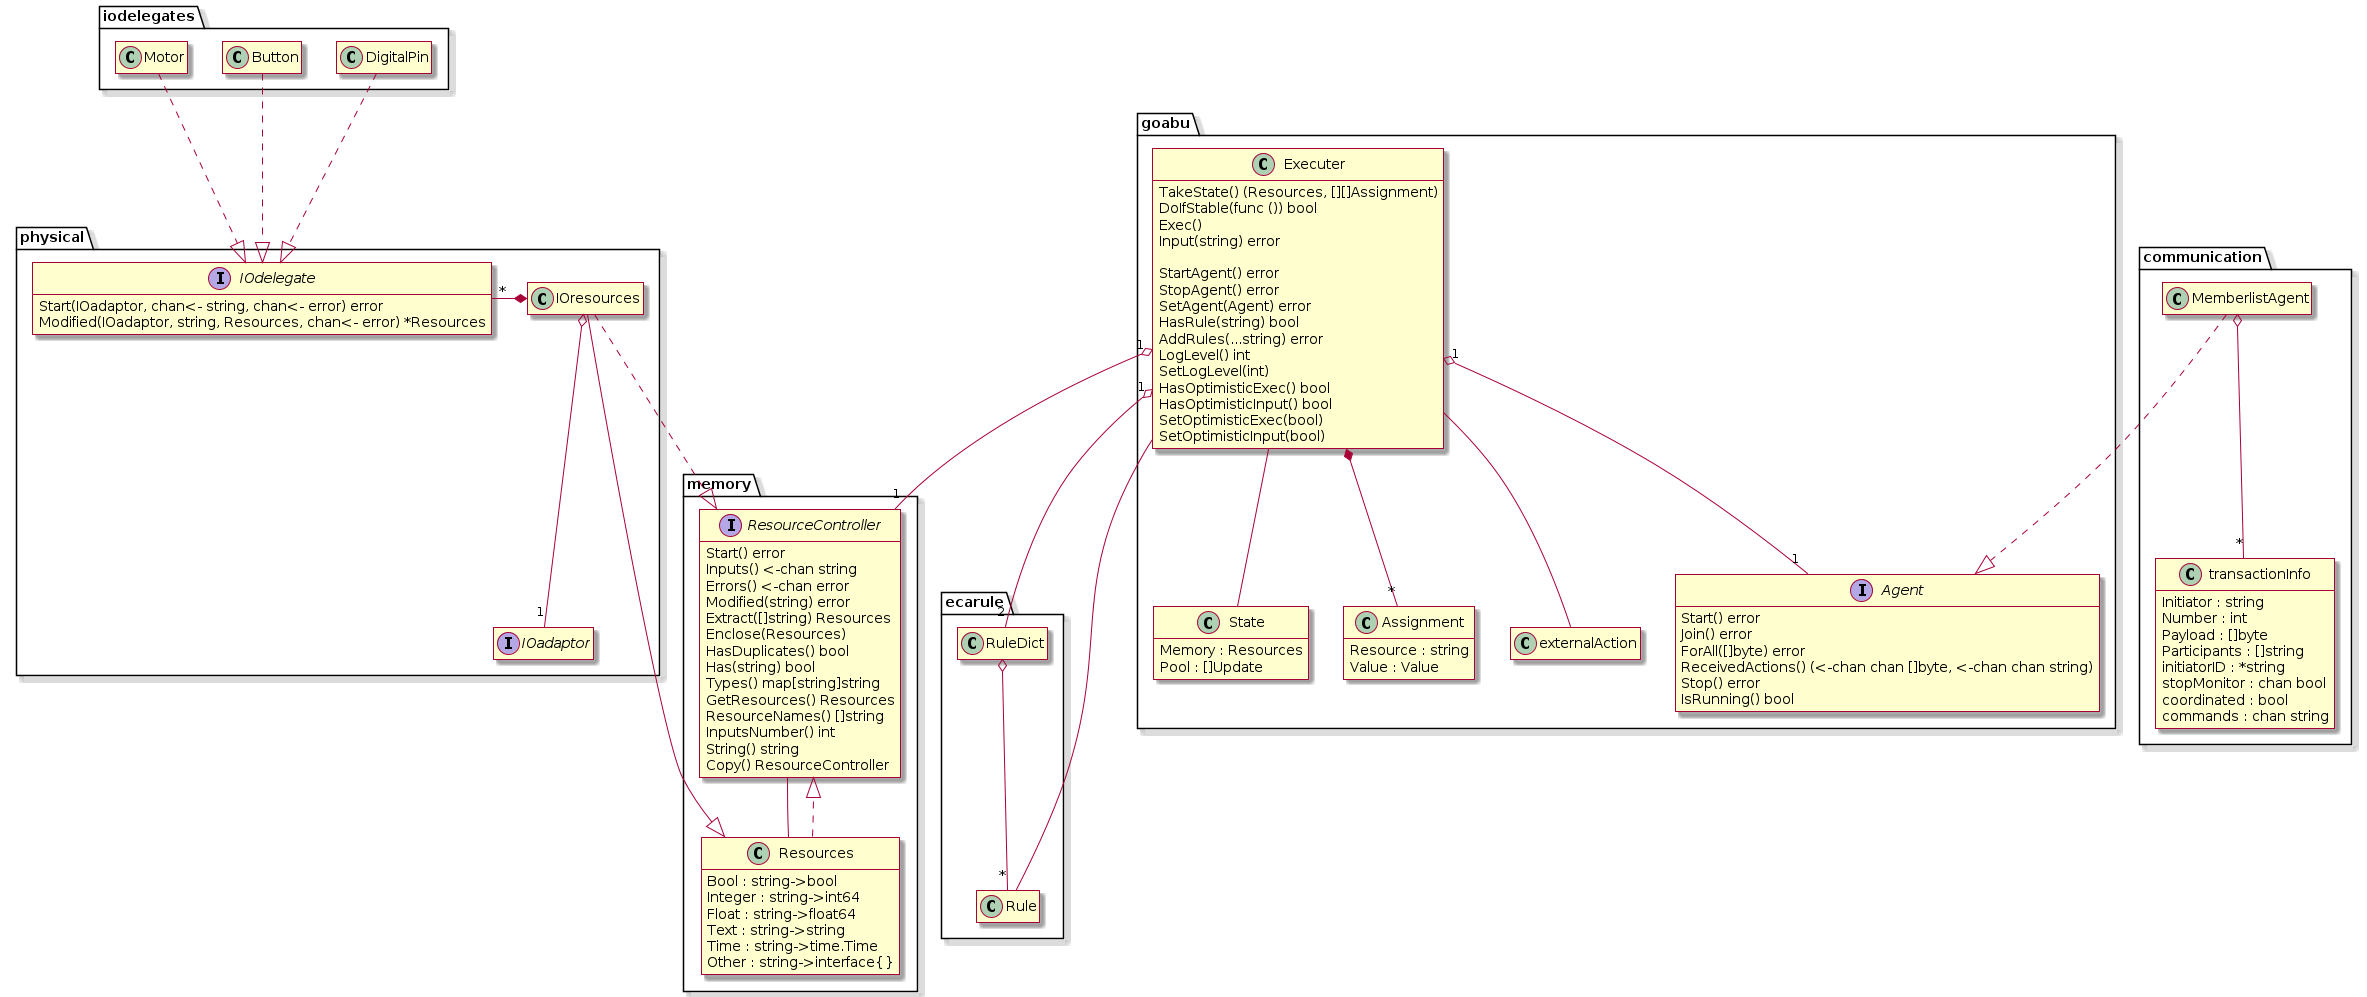 iodelegates
C Motor
C Button
C DigitalPin
physical
I IOdelegate
Start(IOadaptor, chan<- string, chan<- error) error
Modified(IOadaptor, string, Resources, chan<- error) *Resources
*
C IOresources
1
I IOadaptor
memory
1
I ResourceController
Start() error
Inputs() <-chan string
Errors() <-chan error
Modified(string) error
Extract([]string) Resources
Enclose(Resources)
HasDuplicates() bool
Has(string) bool
Types() map[string]string
GetResources() Resources
ResourceNames() []string
InputsNumber() int
String() string
Copy() ResourceController
C Resources
Bool : string->bool
Integer : string->int64
Float : string->float64
Text : string->string
Time : string->time.Time
Other : string->interface{}
ecarule
2
C RuleDict
*
C Rule
goabu
C Executer
TakeState() (Resources, [][]Assignment)
DoIfStable(func ()) bool
Exec()
Input(string) error
StartAgent() error
StopAgent() error
SetAgent(Agent) error
HasRule(string) bool
AddRules(...string) error
LogLevel() int
SetLogLevel(int)
HasOptimisticExec() bool
HasOptimisticInput() bool
SetOptimisticExec(bool)
SetOptimisticInput(bool)
1
1
1
C State
Memory : Resources
Pool : []Update
*
C Assignment
Resource : string
Value : Value
C externalAction
1
I Agent
Start() error
Join() error
ForAll([]byte) error
ReceivedActions() (<-chan chan []byte, <-chan chan string)
Stop() error
IsRunning() bool
communication
C MemberlistAgent
*
C transactionInfo
Initiator : string
Number : int
Payload : []byte
Participants : []string
initiatorID : *string
stopMonitor : chan bool
coordinated : bool
commands : chan string